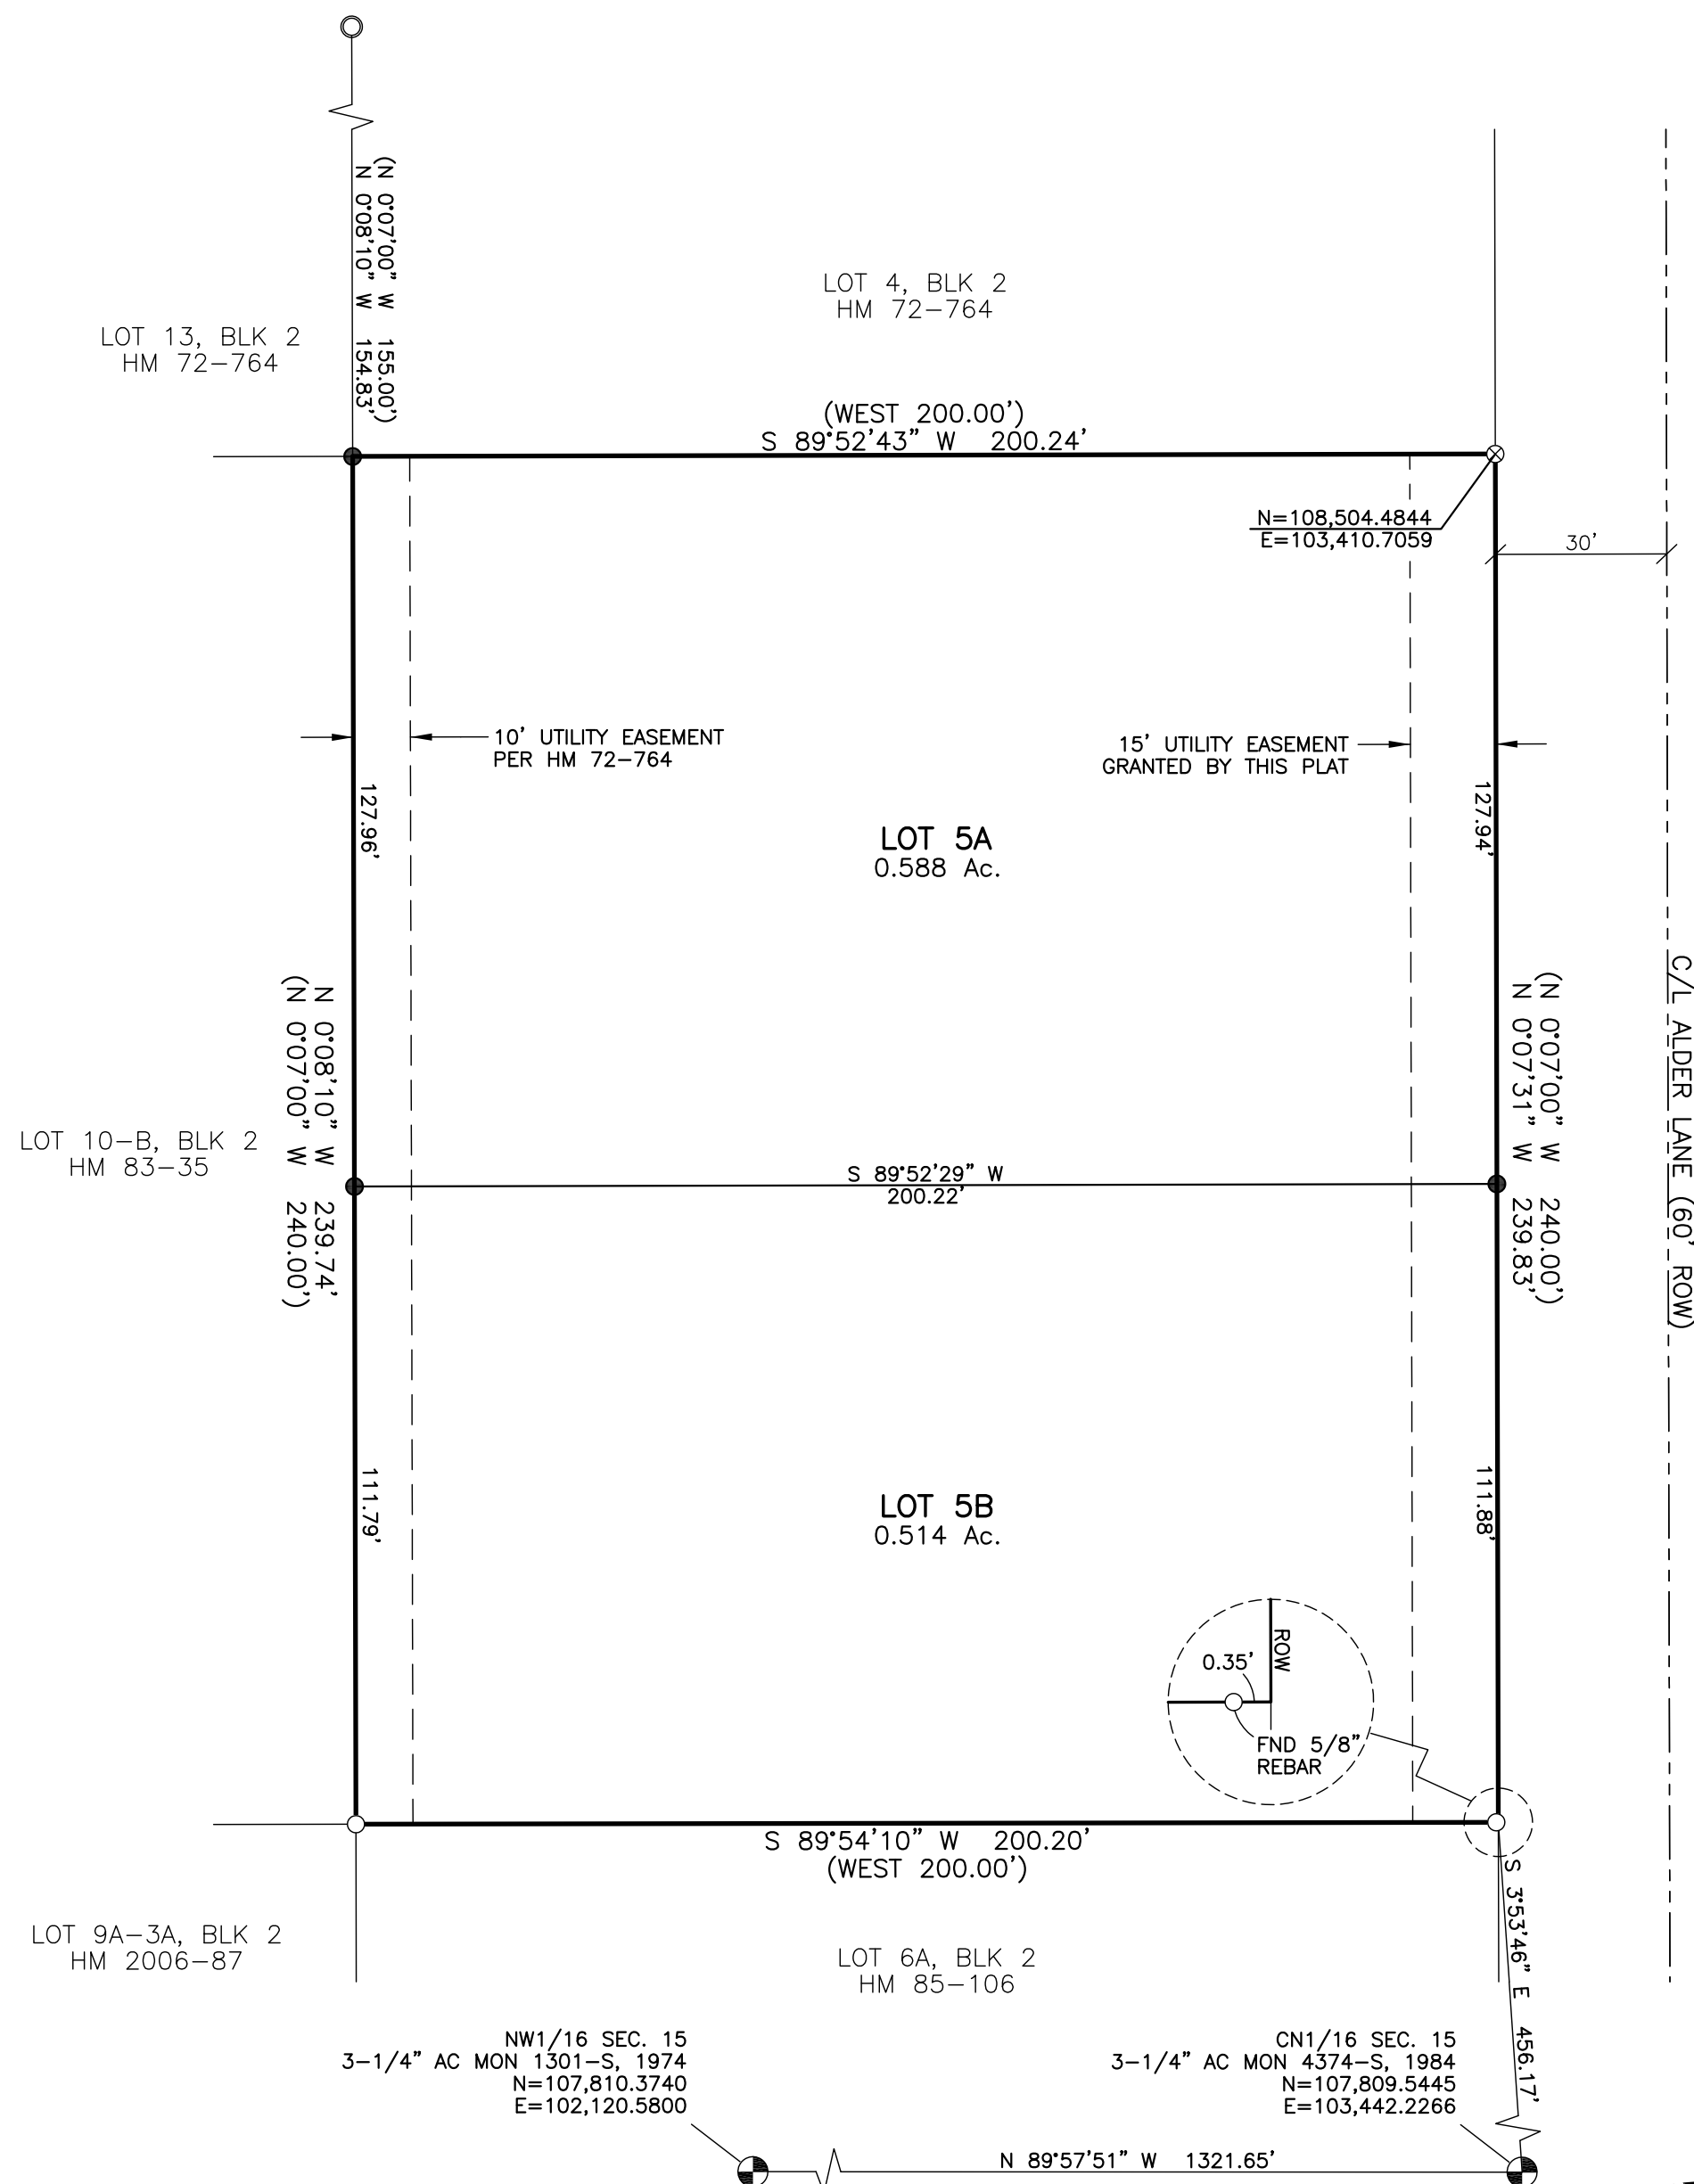 (N 0°07'00" W 155.00')
N 0°08'10" W 154.83'
LOT 4, BLK 2
HM 72-764
LOT 13, BLK 2
HM 72-764
(WEST 200.00')
S 89°52'43" W 200.24'
N=108,504.4844
E=103,410.7059
30'
10' UTILITY EASEMENT
PER HM 72-764
15' UTILITY EASEMENT
GRANTED BY THIS PLAT
127.96'
127.94'
LOT 5A
0.588 Ac.
N 0°08'10" W 239.74'
(N 0°07'00" W 240.00')
(N 0°07'00" W 240.00')
N 0°07'31" W 239.83'
C/L ALDER LANE (60' ROW)
LOT 10-B, BLK 2
HM 83-35
S 89°52'29" W
200.22'
111.79'
111.88'
LOT 5B
0.514 Ac.
ROW
0.35'
FND 5/8"
REBAR
S 89°54'10" W 200.20'
(WEST 200.00')
S 3°53'46" E 456.17'
LOT 9A-3A, BLK 2
HM 2006-87
LOT 6A, BLK 2
HM 85-106
NW1/16 SEC. 15
3-1/4" AC MON 1301-S, 1974
N=107,810.3740
E=102,120.5800
CN1/16 SEC. 15
3-1/4" AC MON 4374-S, 1984
N=107,809.5445
E=103,442.2266
N 89°57'51" W 1321.65'